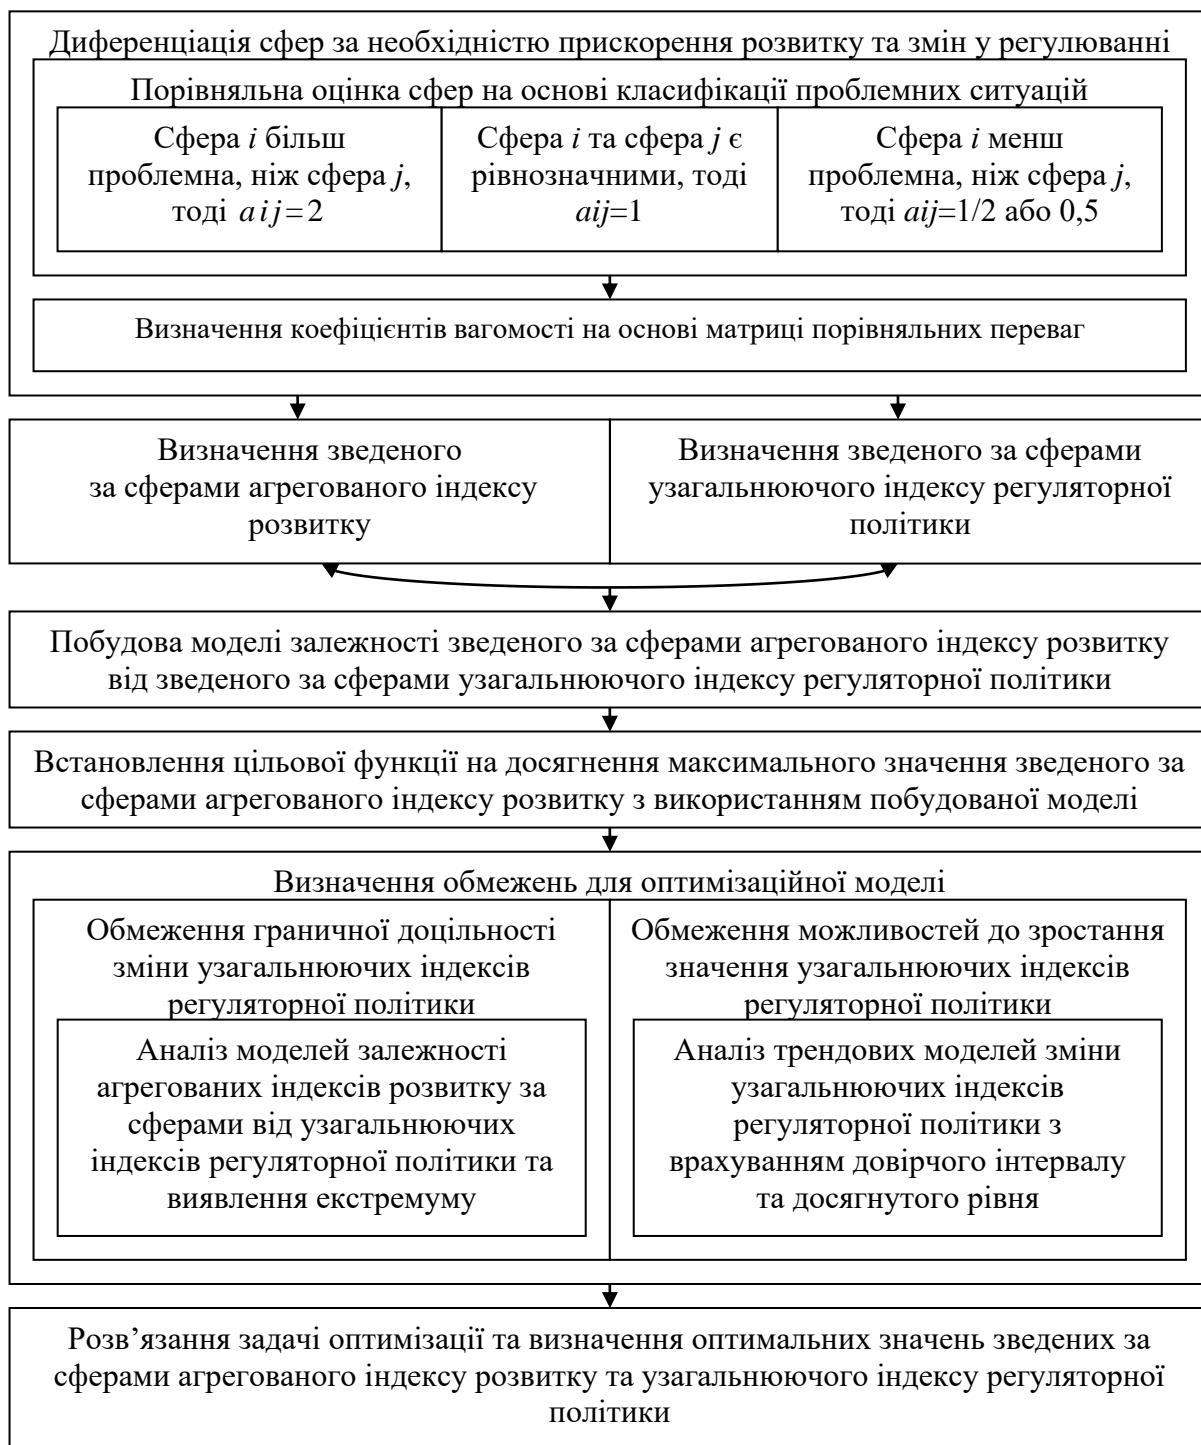 Диференціація сфер за необхідністю прискорення розвитку та змін у регулюванні
Порівняльна оцінка сфер на основі класифікації проблемних ситуацій
Сфера i більш
проблемна, ніж сфера j,
тоді aij=2
Сфера i та сфера j є
рівнозначними, тоді
aij=1
Сфера i менш
проблемна, ніж сфера j,
тоді aij=1/2 або 0,5
Визначення коефіцієнтів вагомості на основі матриці порівняльних переваг
Визначення зведеного
за сферами агрегованого індексу
розвитку
Визначення зведеного за сферами
узагальнюючого індексу регуляторної
політики
Побудова моделі залежності зведеного за сферами агрегованого індексу розвитку
від зведеного за сферами узагальнюючого індексу регуляторної політики
Встановлення цільової функції на досягнення максимального значення зведеного за
сферами агрегованого індексу розвитку з використанням побудованої моделі
Визначення обмежень для оптимізаційної моделі
Обмеження граничної доцільності
зміни узагальнюючих індексів
регуляторної політики
Аналіз моделей залежності
агрегованих індексів розвитку за
сферами від узагальнюючих
індексів регуляторної політики та
виявлення екстремуму
Обмеження можливостей до зростання
значення узагальнюючих індексів
регуляторної політики
Аналіз трендових моделей зміни
узагальнюючих індексів
регуляторної політики з
врахуванням довірчого інтервалу
та досягнутого рівня
Розв’язання задачі оптимізації та визначення оптимальних значень зведених за
сферами агрегованого індексу розвитку та узагальнюючого індексу регуляторної
політики